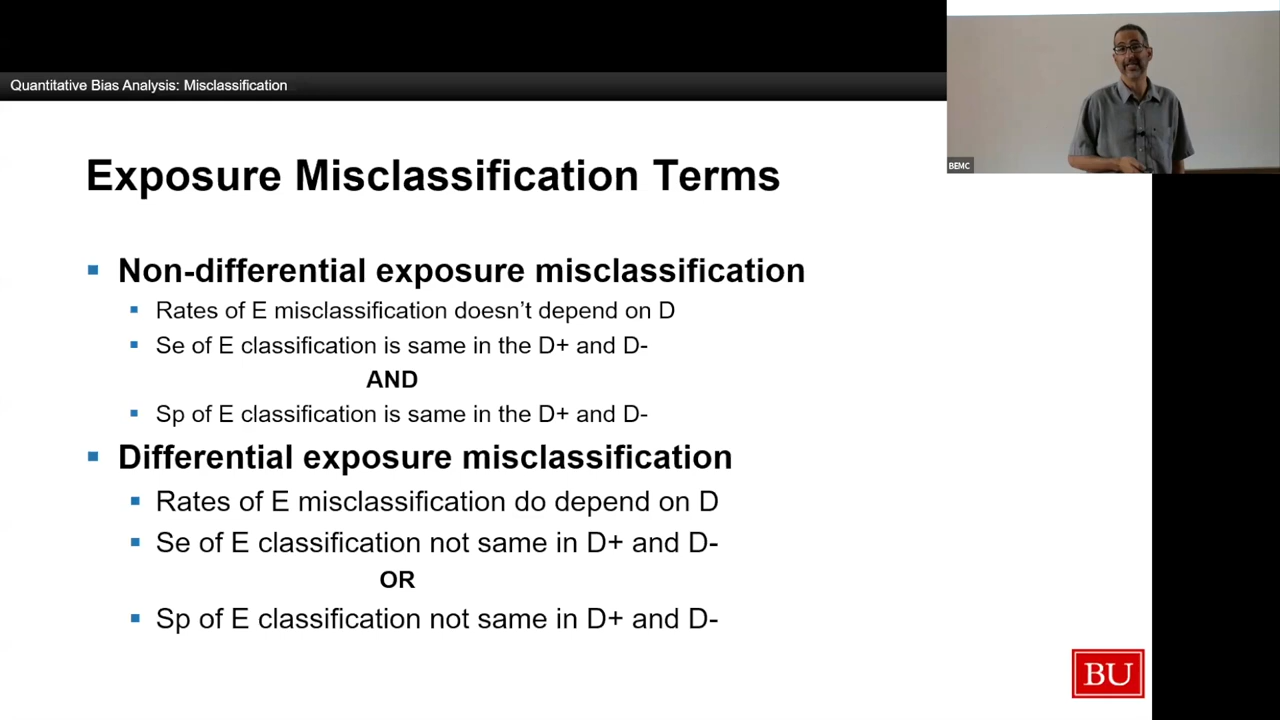 Quantitative Bias Analysis: Misclassification
BEMC
Exposure Misclassification Terms
Non-differential exposure misclassification
Rates of E misclassification doesn’t depend on D
Se of E classification is same in the D+ and D-
AND
Sp of E classification is same in the D+ and D-
Differential exposure misclassification
Rates of E misclassification do depend on D
Se of E classification not same in D+ and D-
OR
Sp of E classification not same in D+ and D-
BU